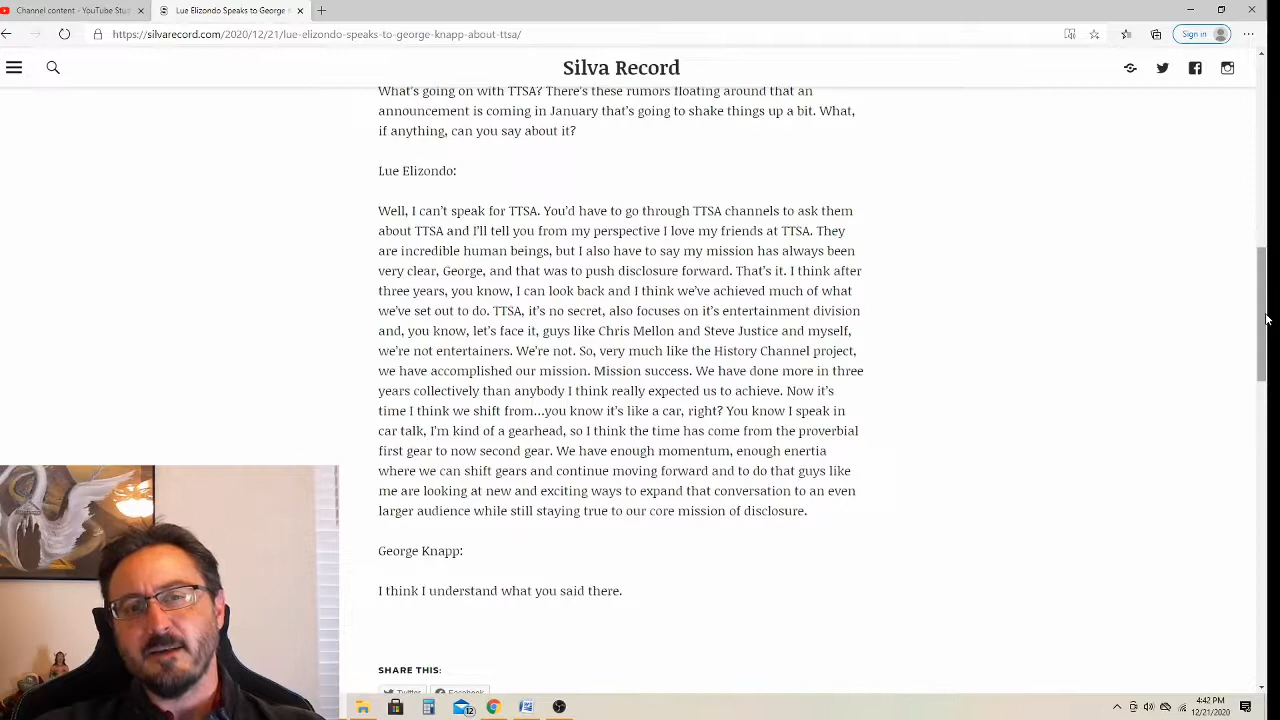 Channel content - YouTube Stu
Lue Elizondo Speaks to George
https://silvarecord.com/2020/12/21/lue-elizondo-speaks-to-george-knapp-about-ttsa/
Sign in
Silva Record
What's going on with TTSA? There's these rumors floating around that an
announcement is coming in January that's going to shake things up a bit. What,
if anything, can you say about it?
Lue Elizondo:
Well, I can't speak for TTSA. You'd have to go through TTSA channels to ask them
about TTSA and I'll tell you from my perspective I love my friends at TTSA. They
are incredible human beings, but I also have to say my mission has always been
very clear, George, and that was to push disclosure forward. That's it. I think after
three years, you know, I can look back and I think we've achieved much of what
we've set out to do. TTSA, it's no secret, also focuses on it's entertainment division
and, you know, let's face it, guys like Chris Mellon and Steve Justice and myself,
we're not entertainers. We're not. So, very much like the History Channel project,
we have accomplished our mission. Mission success. We have done more in three
years collectively than anybody I think really expected us to achieve. Now it's
time I think we shift from...you know it's like a car, right? You know I speak in
car talk, I'm kind of a gearhead, so I think the time has come from the proverbial
first gear to now second gear. We have enough momentum, enough enertia
where we can shift gears and continue moving forward and to do that guys like
me are looking at new and exciting ways to expand that conversation to an even
larger audience while still staying true to our core mission of disclosure.
George Knapp:
I think I understand what you said there.
SHARE THIS:
Twitter
Facebook
12
4:42 PM
12/21/2020